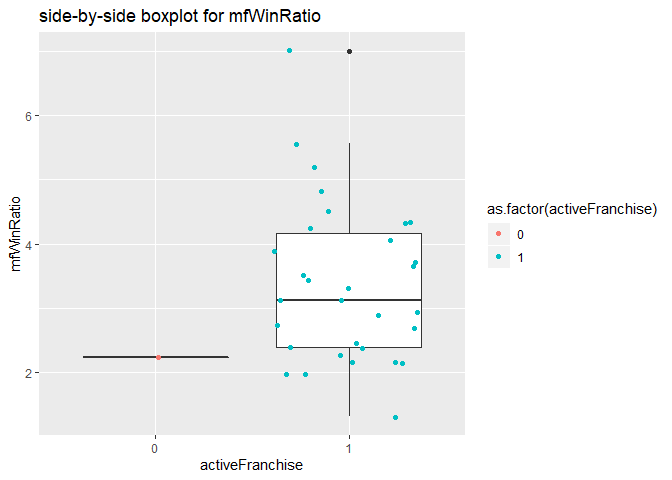 side-by-side boxplot for mfWinRatio
6
4
2
mfWinRatio
0
1
activeFranchise
as.factor(activeFranchise)
0
1